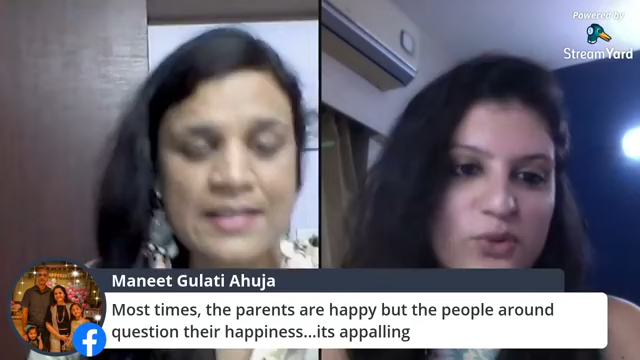 Powered by
StreamYard
Maneet Gulati Ahuja
Most times, the parents are happy but the people around
question their happiness...its appalling